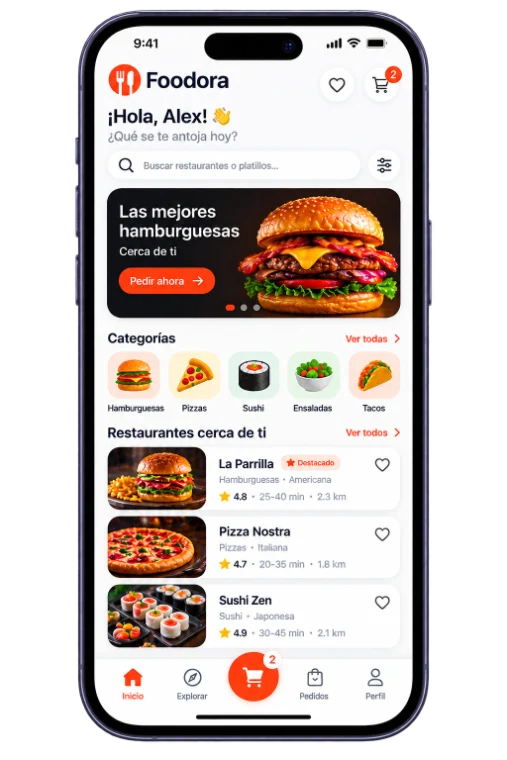 9:41
Foodora
2
¡Hola, Alex! 👋
¿Qué se te antoja hoy?
Buscar restaurantes o platillos...
Las mejores
hamburguesas
Cerca de ti
Pedir ahora →
Categorías
Ver todas >
Hamburguesas Pizzas Sushi Ensaladas Tacos
Restaurantes cerca de ti
Ver todos >
La Parrilla ★ Destacado
Hamburguesas • Americana
★ 4.8 • 25-40 min • 2.3 km
Pizza Nostra
Pizzas • Italiana
★ 4.7 • 20-35 min • 1.8 km
Sushi Zen
Sushi • Japonesa
★ 4.9 • 30-45 min • 2.1 km
2
Inicio Explorar Pedidos Perfil